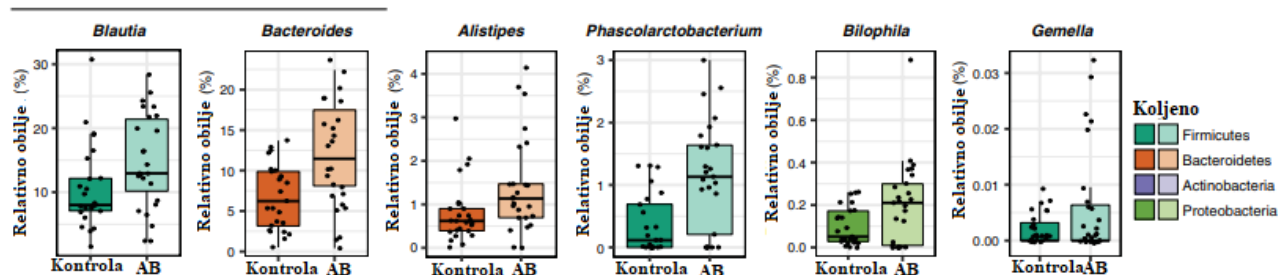 Blautia
Relativno obilje (%)
30
20
10
Kontrola AB
Bacteroides
Relativno obilje (%)
20
15
10
5
0
Kontrola AB
Alistipes
Relativno obilje (%)
4
3
2
1
0
Kontrola AB
Phascolarctobacterium
Relativno obilje (%)
3
2
1
0
Kontrola AB
Bilophila
Relativno obilje (%)
0.8
0.6
0.4
0.2
0.0
Kontrola AB
Gemella
Relativno obilje (%)
0.03
0.02
0.01
0.00
Kontrola AB
Koljeno
Firmicutes
Bacteroidetes
Actinobacteria
Proteobacteria